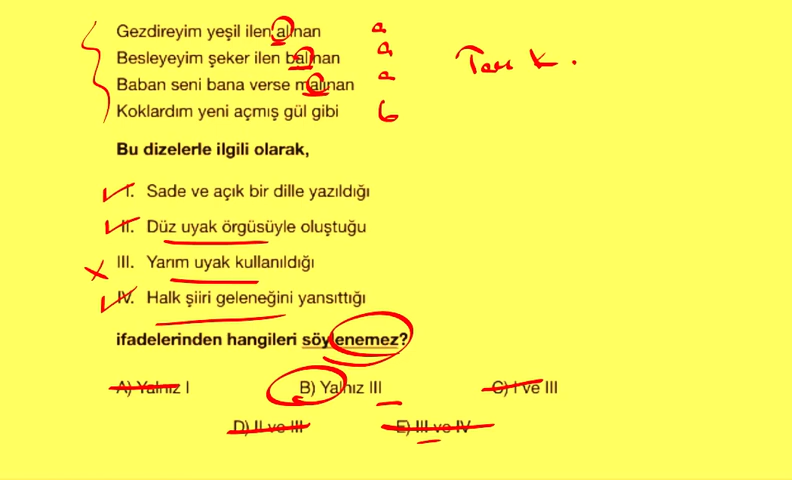 Gezdireyim yeşil ilen alınan a
Besleyeyim şeker ilen balınan a
Baban seni bana verse malınan a
Koklardım yeni açmış gül gibi b
Bu dizelerle ilgili olarak,
I. Sade ve açık bir dille yazıldığı
II. Düz uyak örgüsüyle oluştuğu
III. Yarım uyak kullanıldığı
IV. Halk şiiri geleneğini yansıttığı
ifadelerinden hangileri söylenemez?
A) Yalnız I B) Yalnız III C) I ve III
D) II ve III E) III ve IV